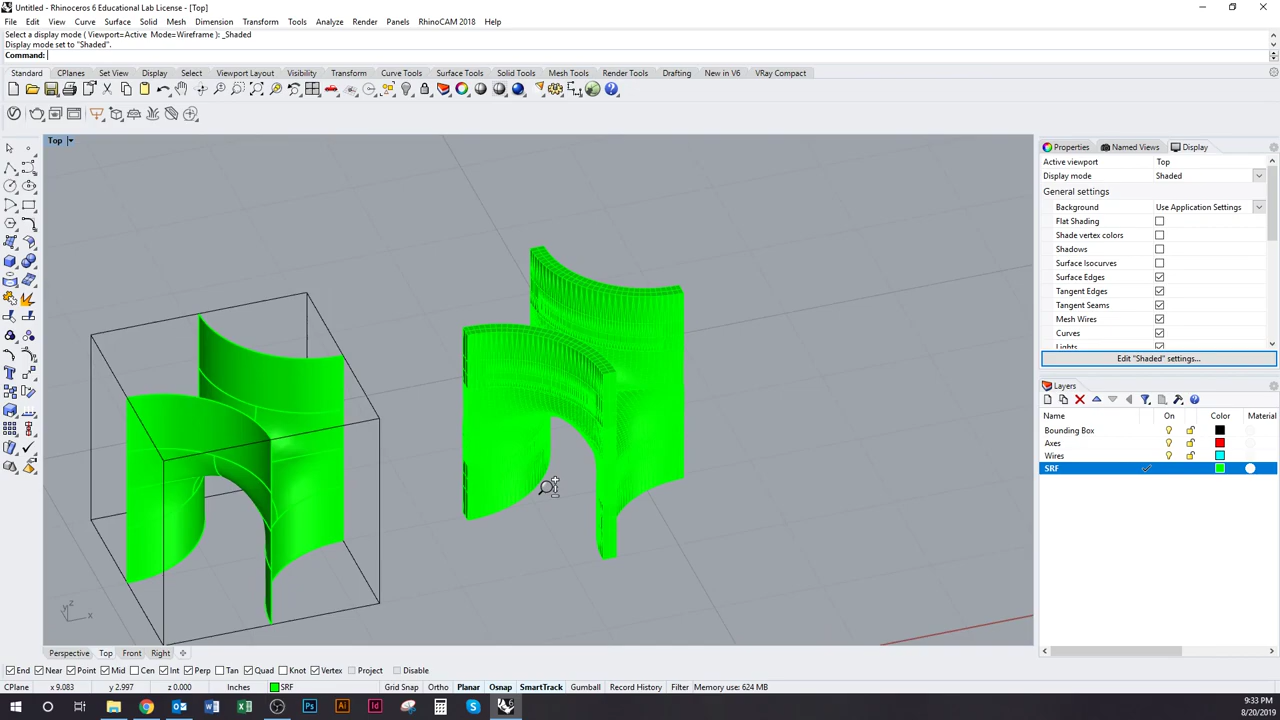 Untitled - Rhinoceros 6 Educational Lab License - [Top]
File Edit View Curve Surface Solid Mesh Dimension Transform Tools Analyze Render Panels RhinoCAM 2018 Help
Select a display mode ( Viewport=Active  Mode=Wireframe ): _Shaded
Display mode set to "Shaded".
Command:
Standard CPlanes Set View Display Select Viewport Layout Visibility Transform Curve Tools Surface Tools Solid Tools Mesh Tools Render Tools Drafting New in V6 VRay Compact
Top
Properties Named Views Display
Active viewport Top
Display mode Shaded
General settings
Background Use Application Settings
Flat Shading
Shade vertex colors
Shadows
Surface Isocurves
Surface Edges
Tangent Edges
Tangent Seams
Mesh Wires
Curves
Lights
Edit "Shaded" settings...
Layers
Name On Color Material
Bounding Box
Axes
Wires
SRF
z
y
x
Perspective Top Front Right
End Near Point Mid Cen Int Perp Tan Quad Knot Vertex Project Disable
CPlane x 9.083 y 2.997 z 0.000 Inches SRF Grid Snap Ortho Planar Osnap SmartTrack Gumball Record History Filter Memory use: 624 MB
9:33 PM
8/20/2019